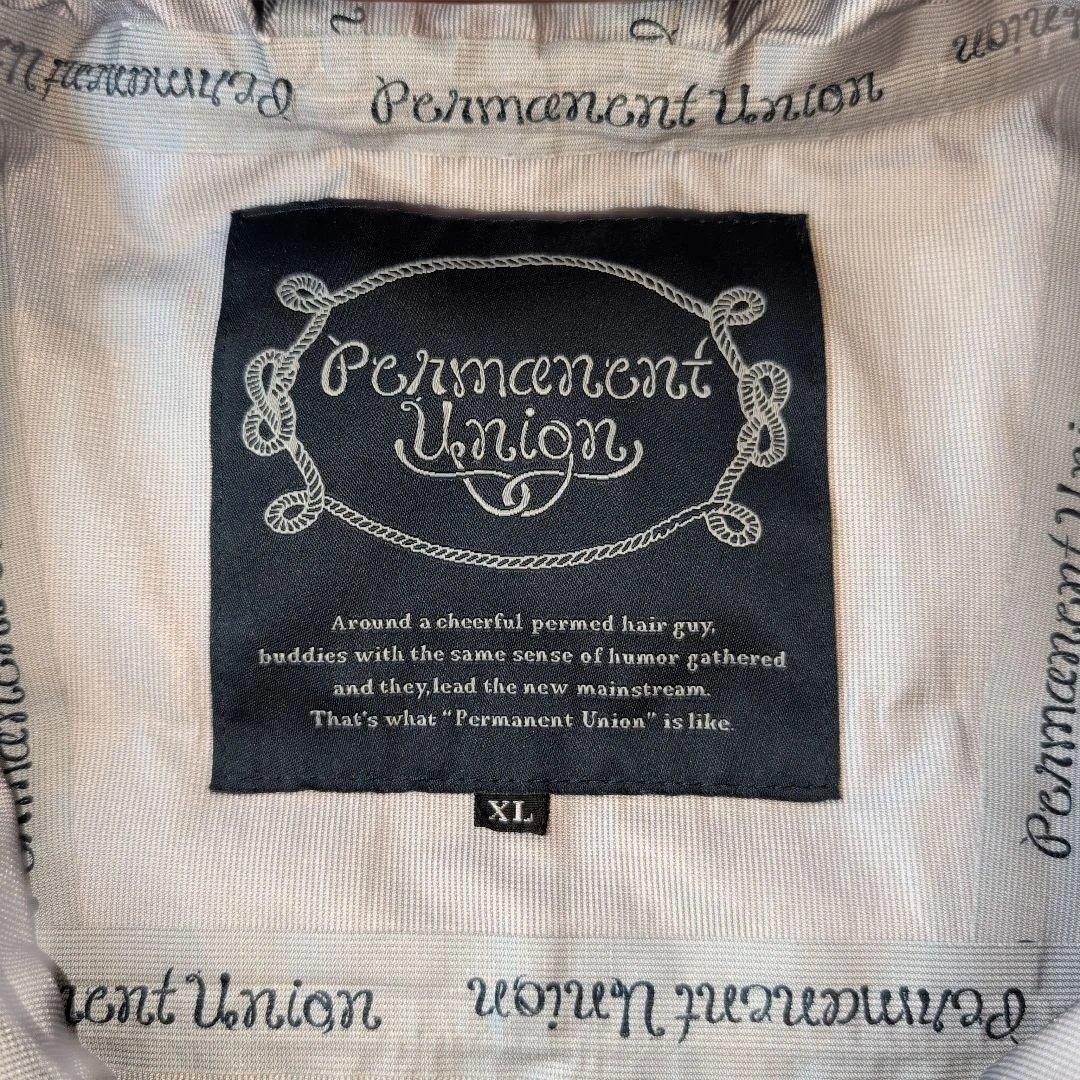 Permanent Union
Permanent
Union
Permanent
Union
Around a cheerful permed hair guy,
buddies with the same sense of humor gathered
and they, lead the new mainstream.
That's what "Permanent Union" is like.
XL
Permanent Uni
nent Union
Permanent Union